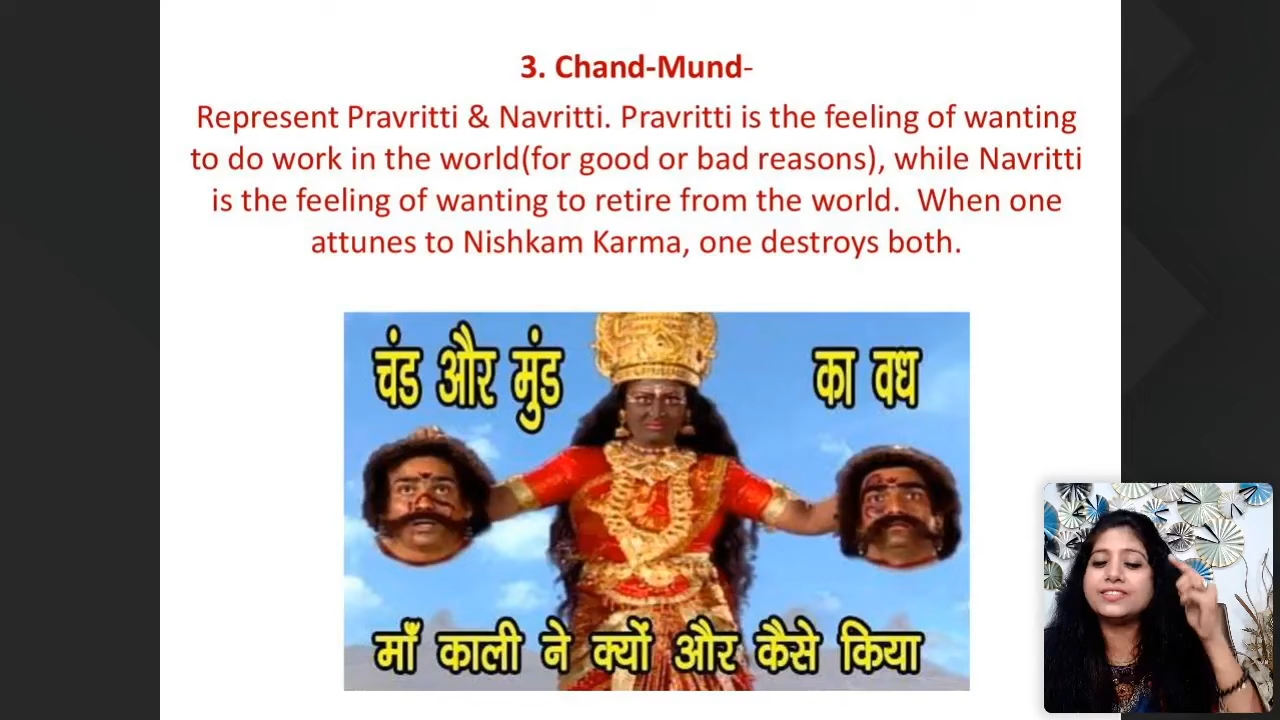 3. Chand-Mund-
Represent Pravritti & Navritti. Pravritti is the feeling of wanting
to do work in the world(for good or bad reasons), while Navritti
is the feeling of wanting to retire from the world.  When one
attunes to Nishkam Karma, one destroys both.
चंड और मुंड का वध
माँ काली ने क्यों और कैसे किया